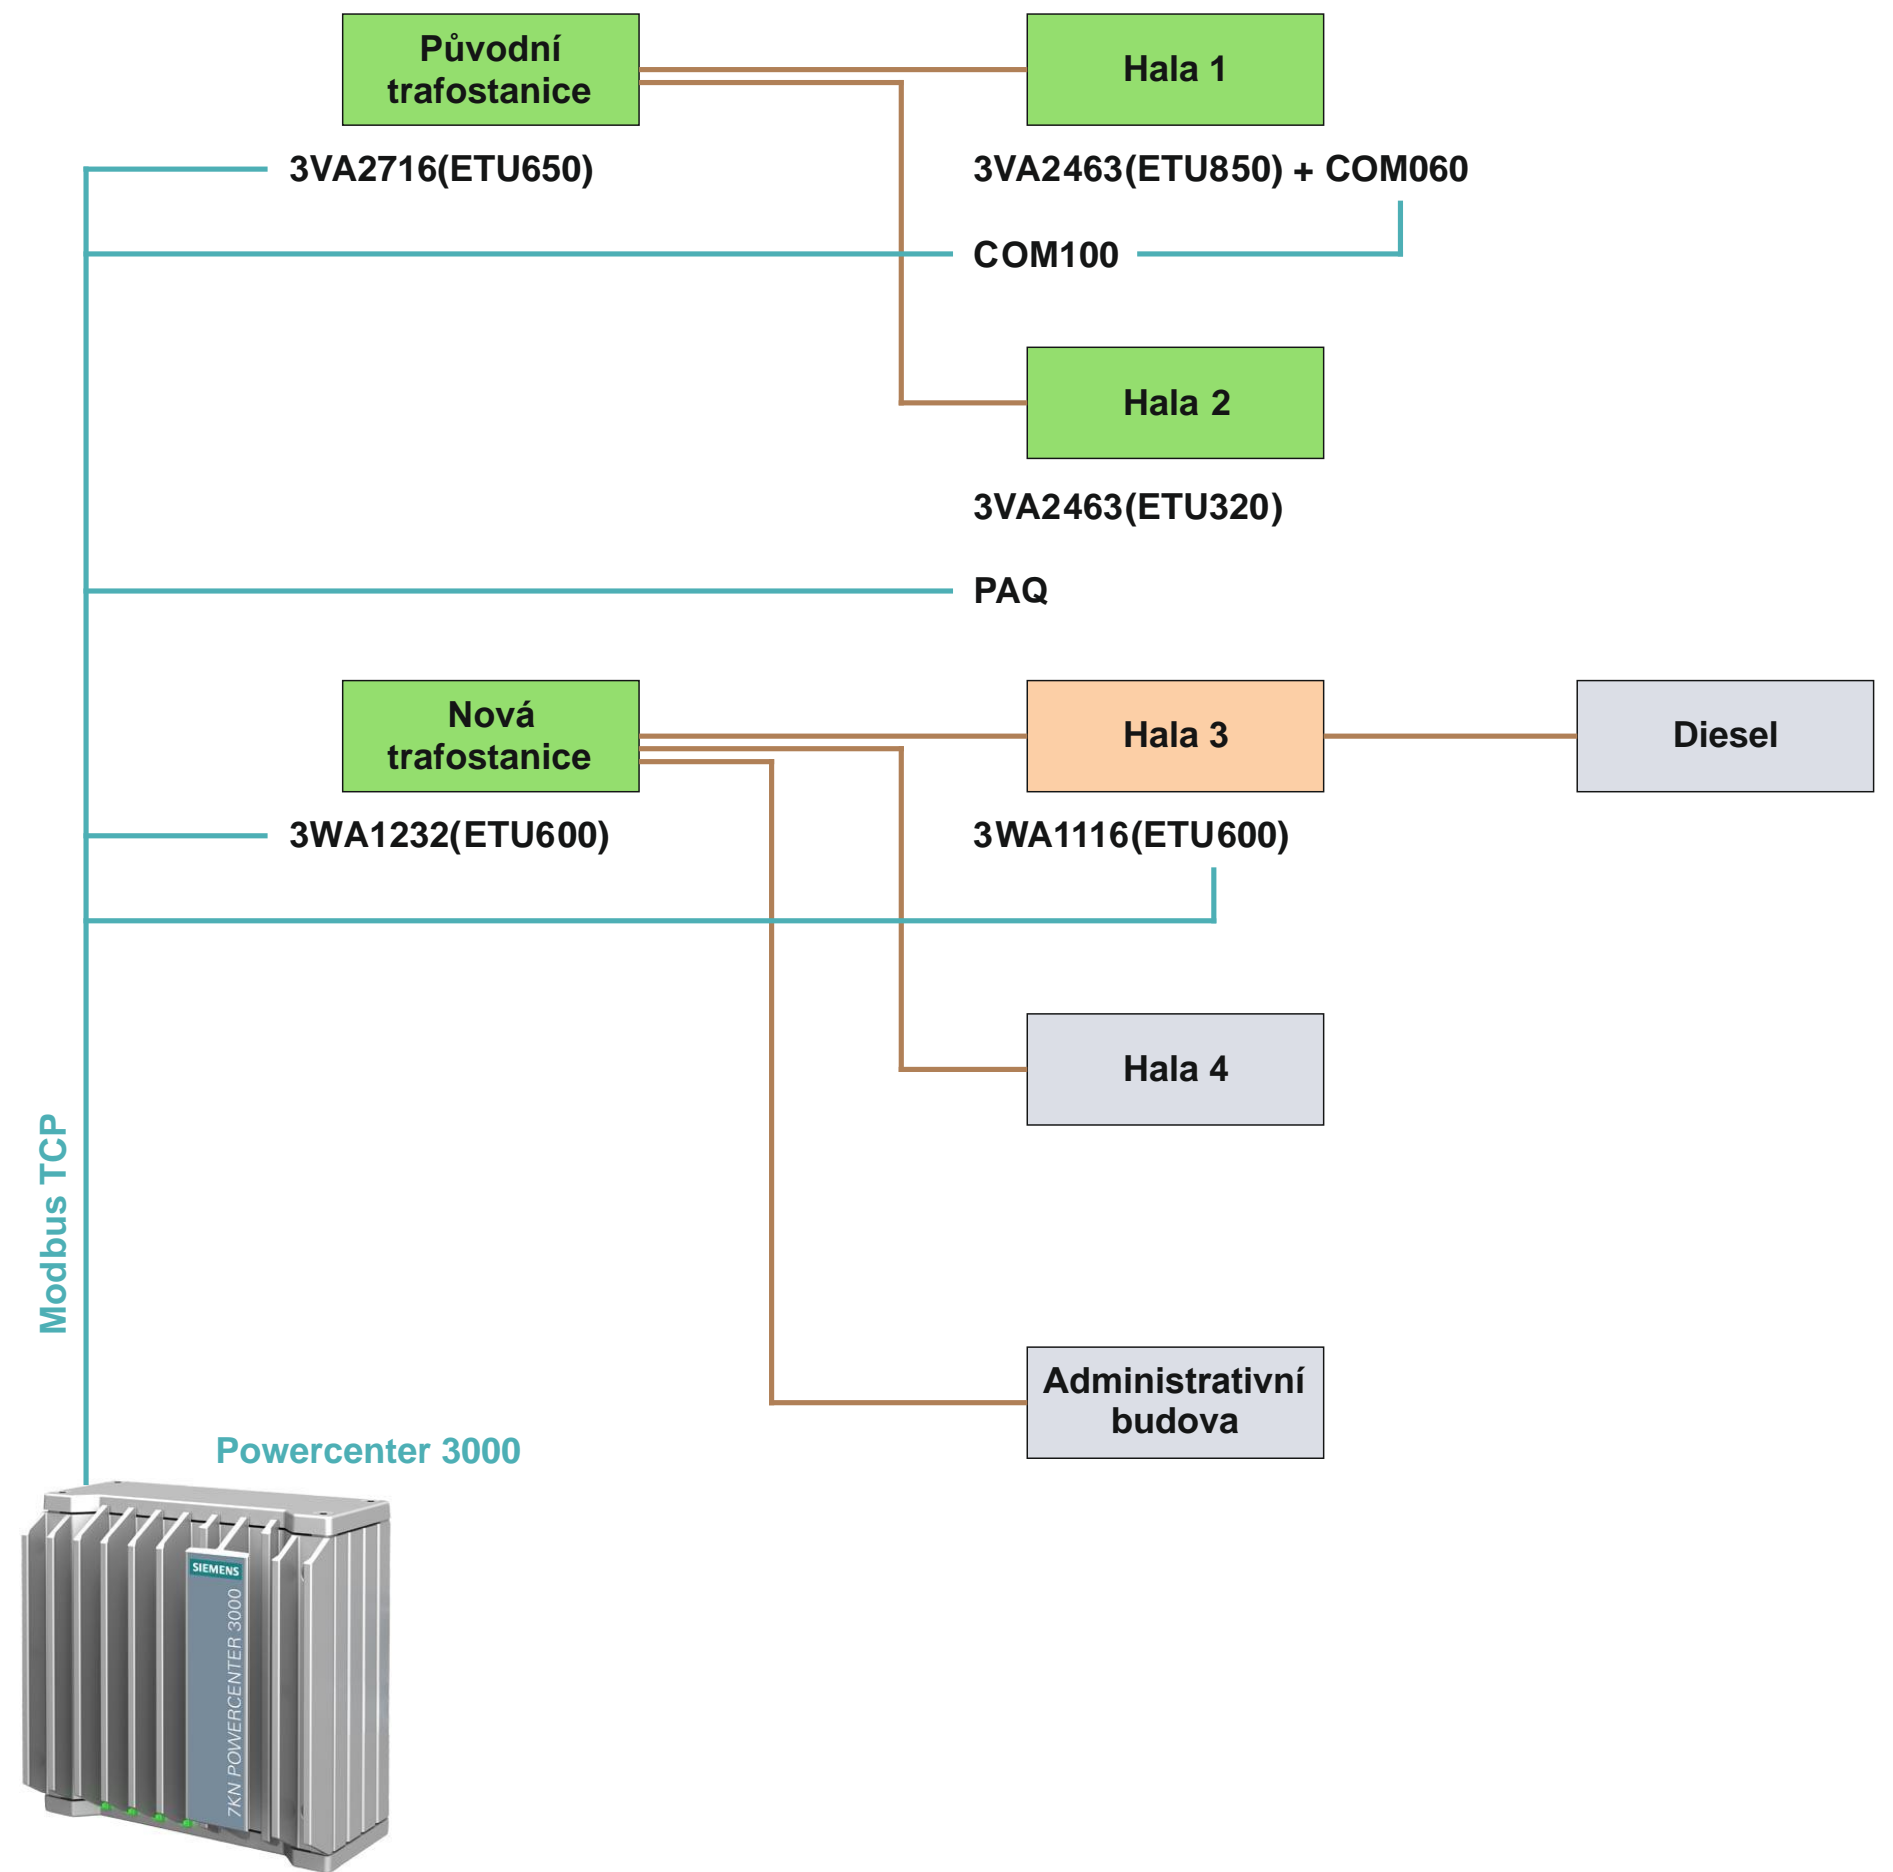 Původní
trafostanice
Hala 1
3VA2716(ETU650)
3VA2463(ETU850) + COM060
COM100
Hala 2
3VA2463(ETU320)
PAQ
Nová
trafostanice
Hala 3
Diesel
3WA1232(ETU600)
3WA1116(ETU600)
Hala 4
Modbus TCP
Administrativní
budova
Powercenter 3000
SIEMENS
7KN POWERCENTER 3000